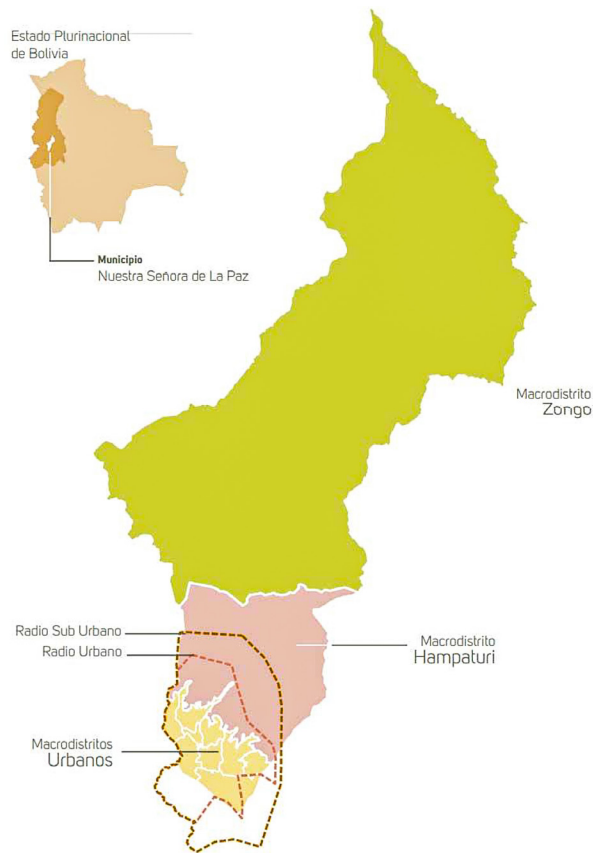 Estado Plurinacional
de Bolivia
Municipio
Nuestra Señora de La Paz
Macrodistrito
Zongo
Radio Sub Urbano
Radio Urbano
Macrodistrito
Hampaturi
Macrodistritos
Urbanos